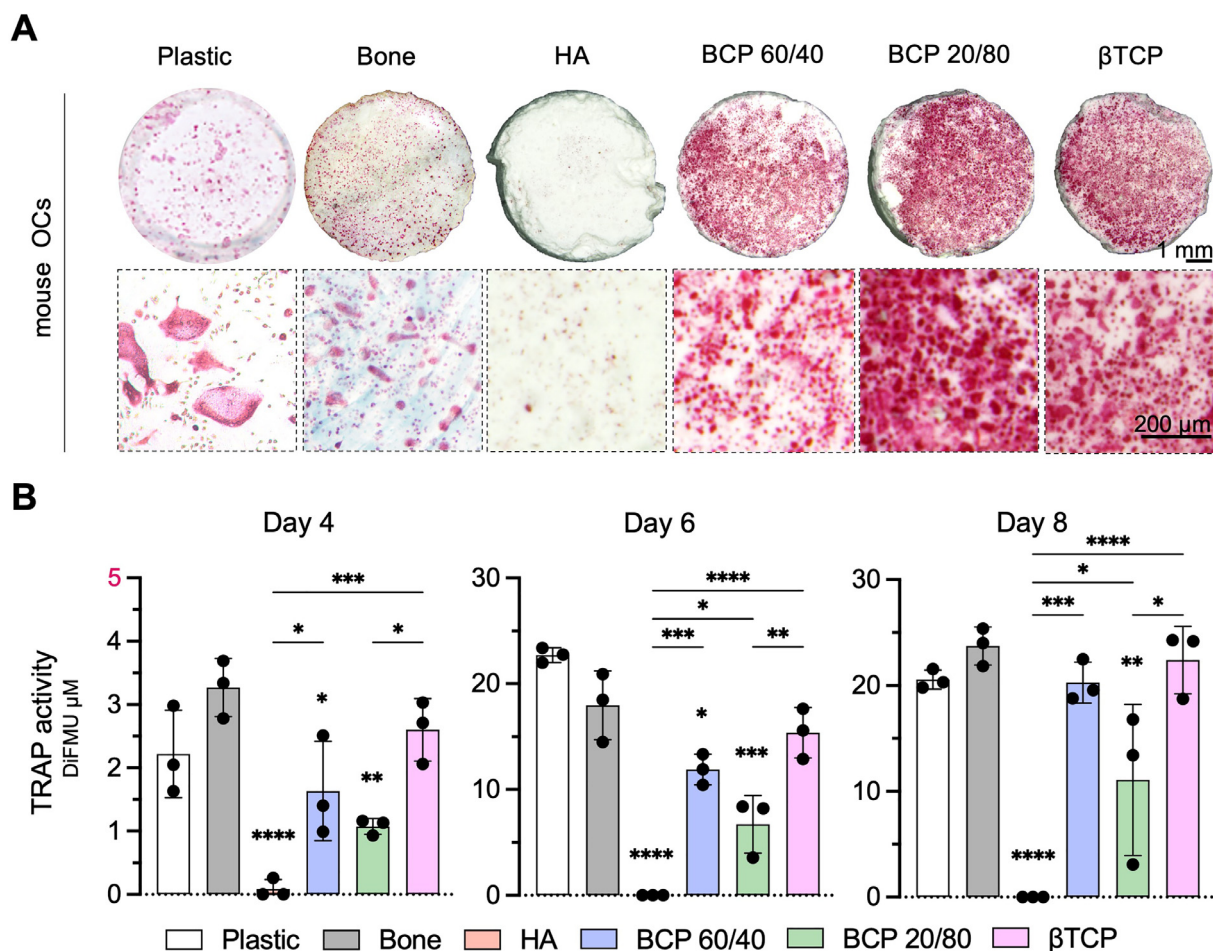 A
Plastic Bone HA BCP 60/40 BCP 20/80 βTCP
mouse OCs
1 mm
200 µm
B
Day 4 Day 6 Day 8
TRAP activity
DiFMU µM
5
4
3
2
1
0
*** * * * ** ****
30
20
10
0
**** * *** ** * *** ****
30
20
10
0
**** * *** * ** ****
Plastic Bone HA BCP 60/40 BCP 20/80 βTCP